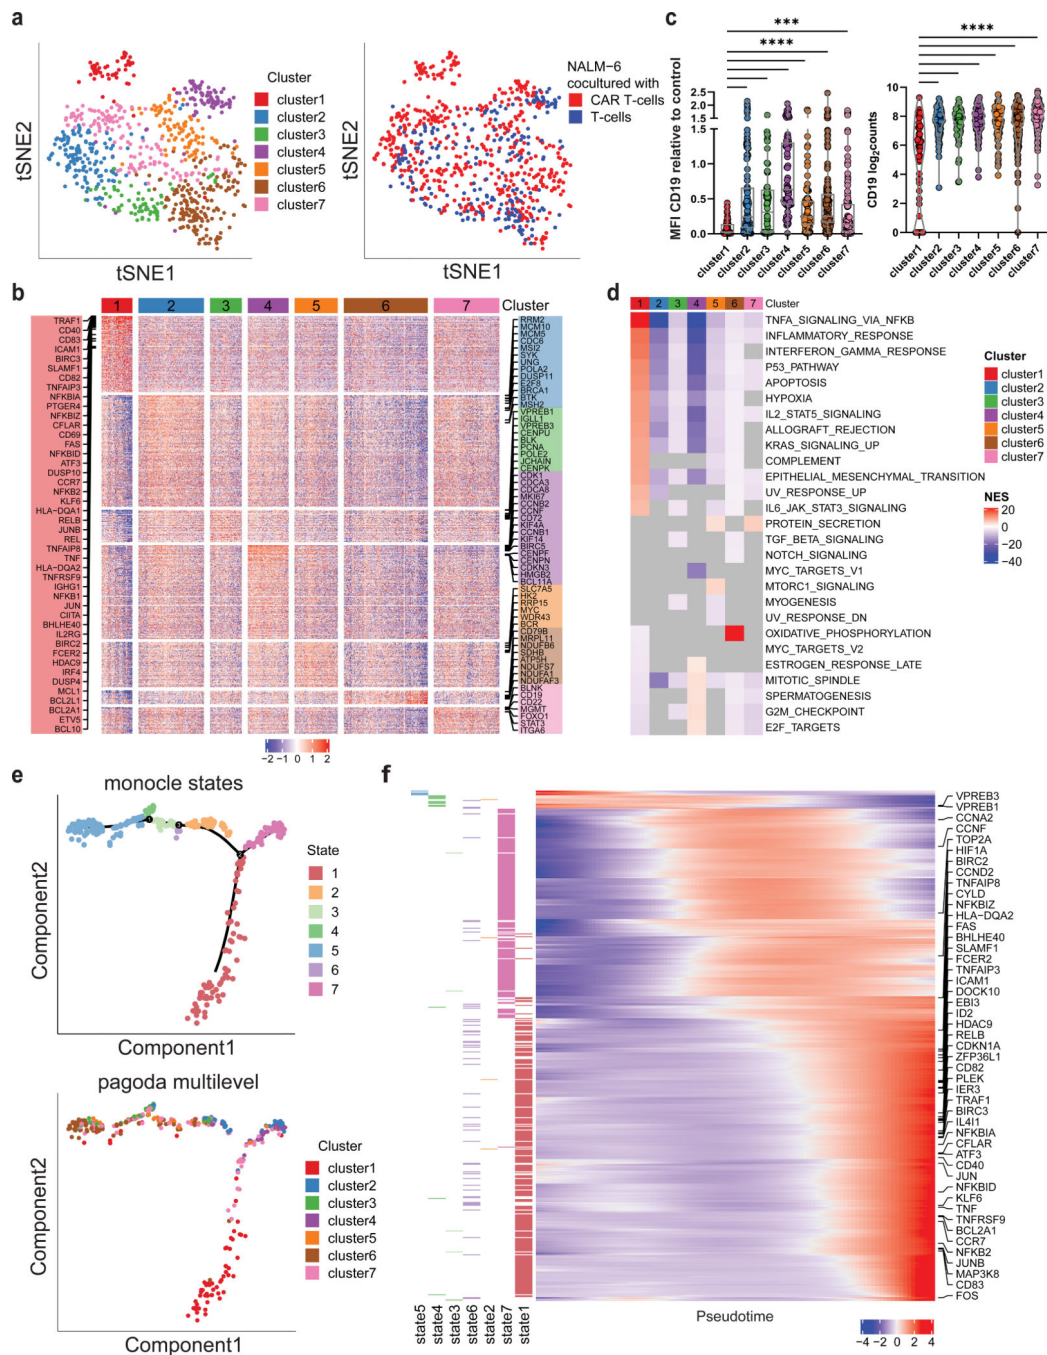 a
tSNE2
tSNE1
Cluster
cluster1
cluster2
cluster3
cluster4
cluster5
cluster6
cluster7
tSNE2
tSNE1
NALM−6
cocultured with
CAR T−cells
T−cells
c
MFI CD19 relative to control
***
****
2.5
2.0
1.5
1.0
0.5
0.0
cluster1
cluster2
cluster3
cluster4
cluster5
cluster6
cluster7
CD19 log2counts
****
10
8
6
4
2
0
cluster1
cluster2
cluster3
cluster4
cluster5
cluster6
cluster7
b
1 2 3 4 5 6 7 Cluster
TRAF1
CD40
CD83
ICAM1
BIRC3
SLAMF1
CD82
TNFAIP3
NFKBIA
PTGER4
NFKBIZ
CFLAR
CD69
FAS
NFKBID
ATF3
DUSP10
CCR7
NFKB2
KLF6
HLA−DQA1
RELB
JUNB
REL
TNFAIP8
TNF
HLA−DQA2
TNFRSF9
IGHG1
NFKB1
JUN
CIITA
BHLHE40
IL2RG
BIRC2
FCER2
HDAC9
IRF4
DUSP4
MCL1
BCL2L1
BCL2A1
ETV5
BCL10
RRM2
MCM10
MCM5
CDC6
MSI2
SYK
UNG
POLA2
DUSP11
E2F8
BRCA1
BTK
MSH2
VPREB1
IGLL1
VPREB3
CENPU
BLK
PCNA
POLE2
JCHAIN
CENPK
CDK1
CDCA3
CDCA8
MKI67
CCNB2
CCNF
CD72
KIF4A
CCNB1
KIF14
BIRC5
CENPF
CENPN
CDKN3
HMGB2
BCL11A
SLC7A5
HK2
RRP15
MYC
WDR43
BCR
CD79B
MRPL11
NDUFB6
SDHB
ATP5H
NDUFS7
NDUFA1
NDUFAF3
BLNK
CD19
CD22
MGMT
FOXO1
STAT3
ITGA6
−2 −1 0 1 2
d
1 2 3 4 5 6 7 Cluster
TNFA_SIGNALING_VIA_NFKB
INFLAMMATORY_RESPONSE
INTERFERON_GAMMA_RESPONSE
P53_PATHWAY
APOPTOSIS
HYPOXIA
IL2_STAT5_SIGNALING
ALLOGRAFT_REJECTION
KRAS_SIGNALING_UP
COMPLEMENT
EPITHELIAL_MESENCHYMAL_TRANSITION
UV_RESPONSE_UP
IL6_JAK_STAT3_SIGNALING
PROTEIN_SECRETION
TGF_BETA_SIGNALING
NOTCH_SIGNALING
MYC_TARGETS_V1
MTORC1_SIGNALING
MYOGENESIS
UV_RESPONSE_DN
OXIDATIVE_PHOSPHORYLATION
MYC_TARGETS_V2
ESTROGEN_RESPONSE_LATE
MITOTIC_SPINDLE
SPERMATOGENESIS
G2M_CHECKPOINT
E2F_TARGETS
Cluster
cluster1
cluster2
cluster3
cluster4
cluster5
cluster6
cluster7
NES
20
0
−20
−40
e
monocle states
Component2
Component1
1
3
2
State
1
2
3
4
5
6
7
pagoda multilevel
Component2
Component1
Cluster
cluster1
cluster2
cluster3
cluster4
cluster5
cluster6
cluster7
f
state5
state4
state3
state6
state2
state7
state1
Pseudotime
VPREB3
VPREB1
CCNA2
CCNF
TOP2A
HIF1A
BIRC2
CCND2
TNFAIP8
CYLD
NFKBIZ
HLA−DQA2
FAS
BHLHE40
SLAMF1
FCER2
TNFAIP3
ICAM1
DOCK10
EBI3
ID2
HDAC9
RELB
CDKN1A
ZFP36L1
CD82
PLEK
IER3
TRAF1
BIRC3
IL4I1
NFKBIA
CFLAR
ATF3
CD40
JUN
NFKBID
KLF6
TNF
TNFRSF9
BCL2A1
CCR7
NFKB2
JUNB
MAP3K8
CD83
FOS
−4 −2 0 2 4